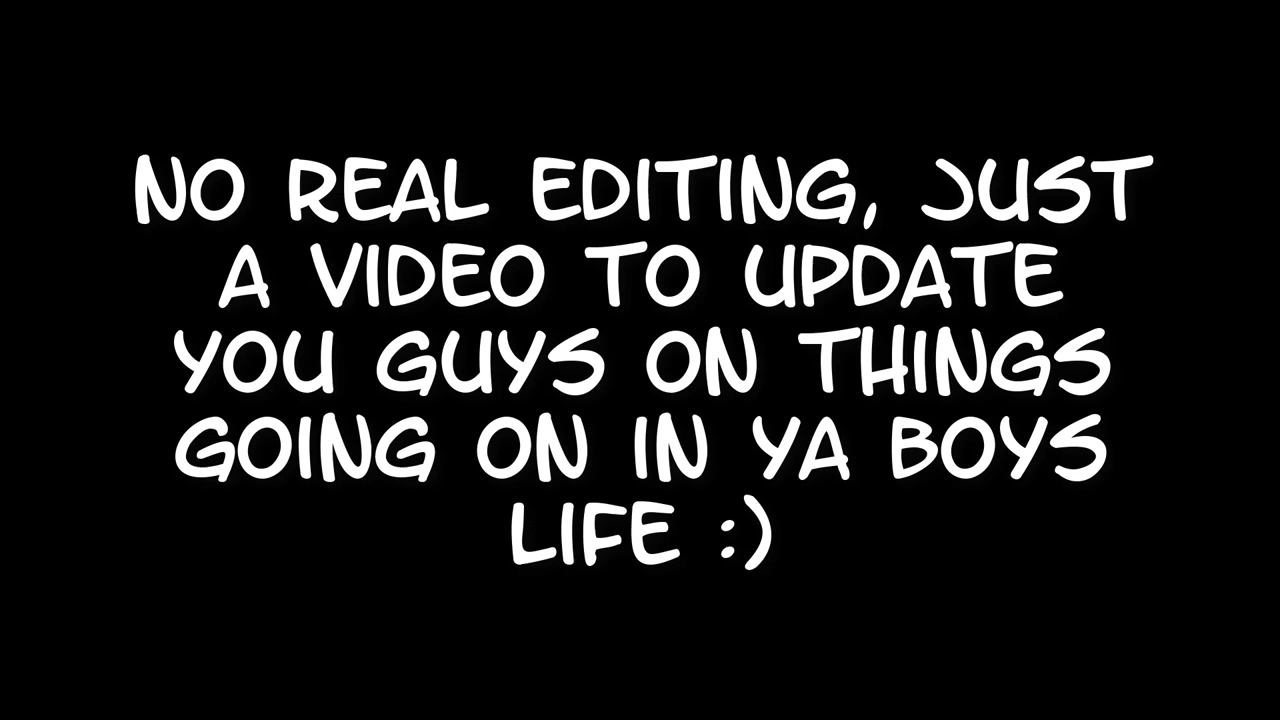 NO REAL EDITING, JUST
A VIDEO TO UPDATE
YOU GUYS ON THINGS
GOING ON IN YA BOYS
LIFE :)